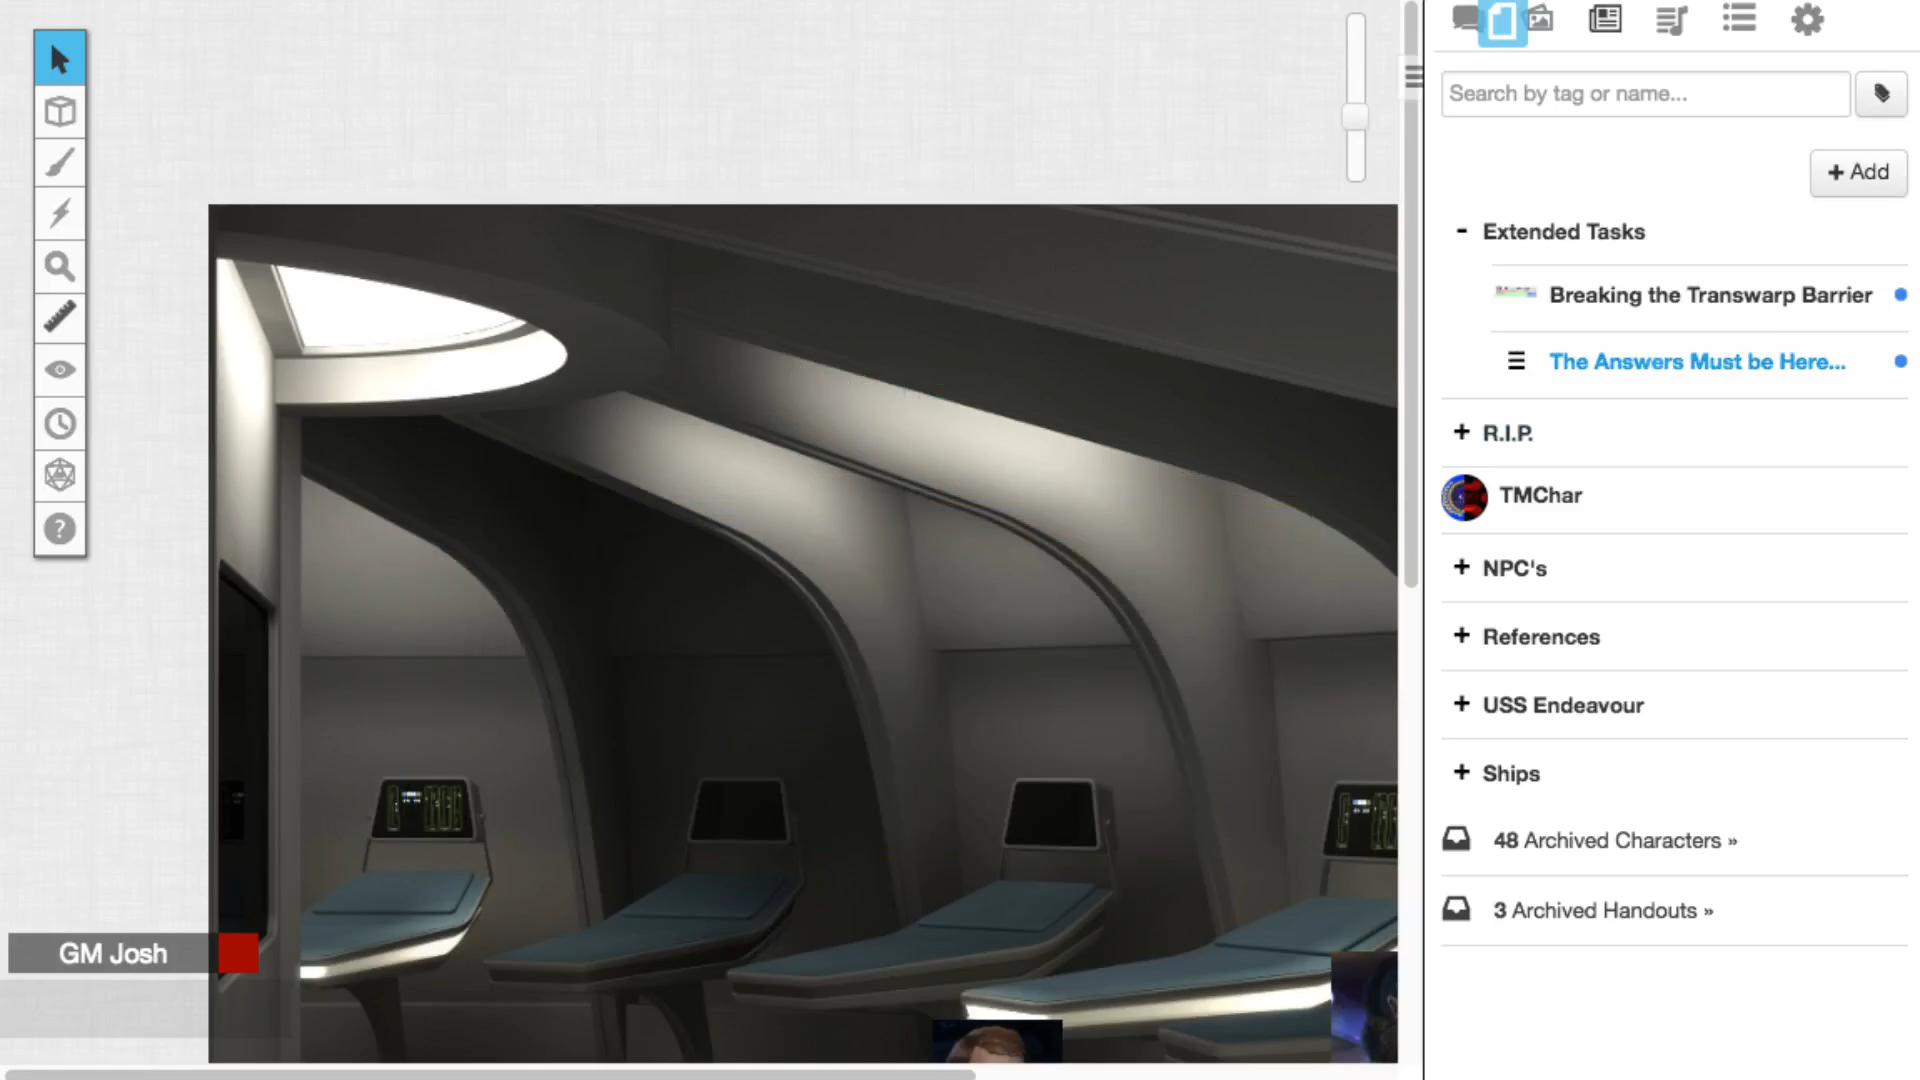 Search by tag or name...
+ Add
- Extended Tasks
Breaking the Transwarp Barrier
The Answers Must be Here...
+ R.I.P.
TMChar
+ NPC's
+ References
+ USS Endeavour
+ Ships
48 Archived Characters »
3 Archived Handouts »
GM Josh
?